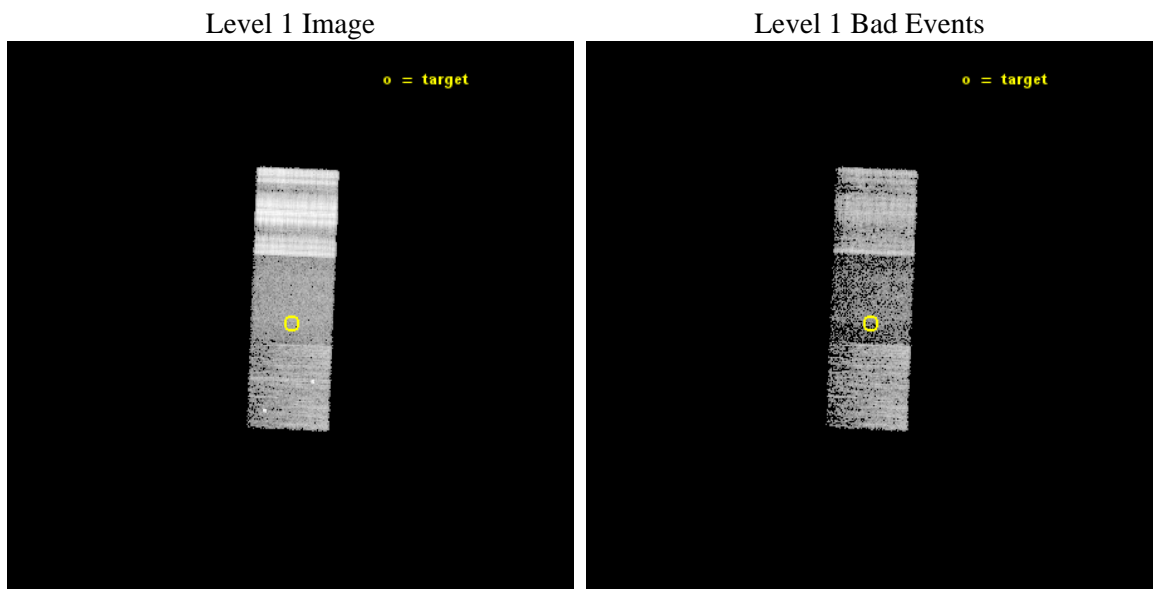 Level 1 Image
Level 1 Bad Events
o = target
o = target